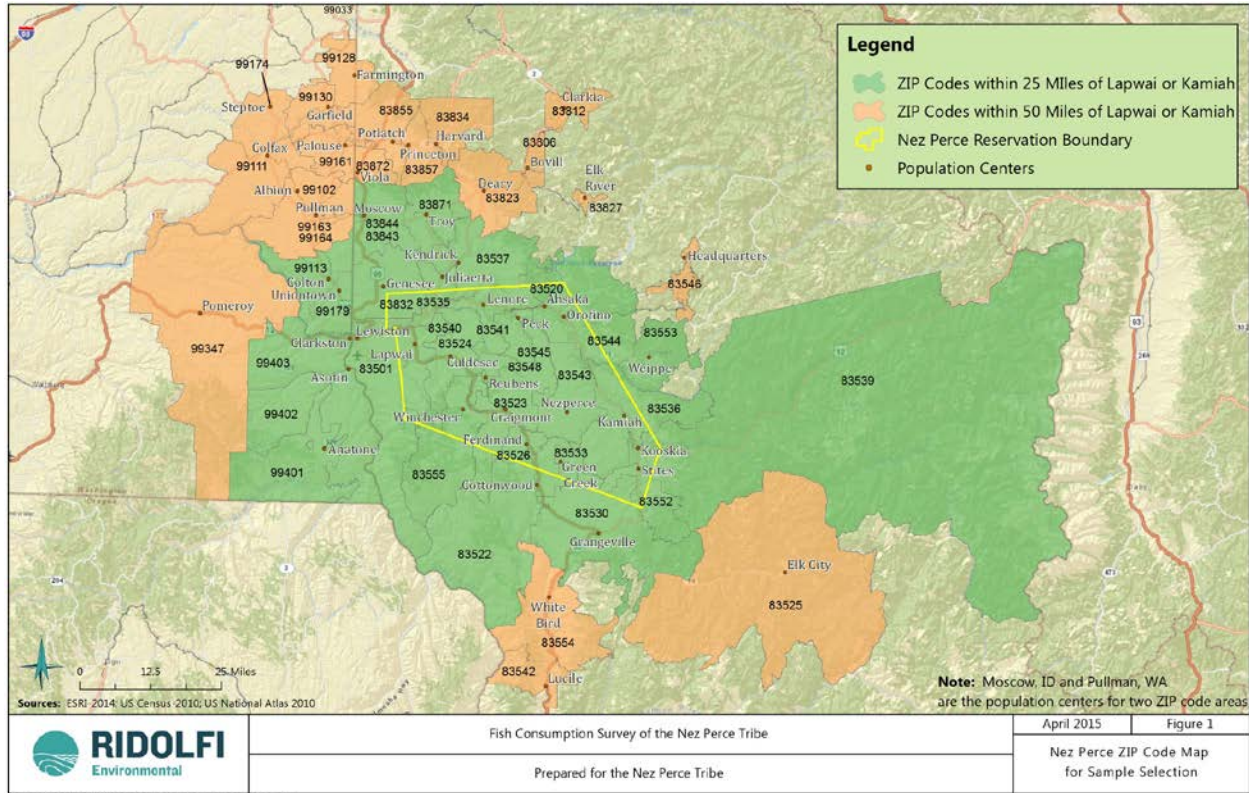 99033
99174
99128
Farmington
99130
Steptoe
Garfield
83855
83834
Clarkia
83812
Potlatch
Harvard
Palouse
Colfax
Princeton
83806
99111
99161
83872
83857
Bovill
Viola
Elk
River
Albion
99102
Deary
83823
83827
Pullman
Moscow
83871
Troy
99163
99164
83844
83843
Kendrick
83537
Headquarters
99113
Colton
Juliaetta
83546
Uniontown
Genesee
83520
83832
83535
Lenore
Ahsaka
Pomeroy
99179
Peck
Orofino
83553
83540
83541
83544
Lewiston
Clarkston
83524
Lapwai
99347
99403
Culdesac
83545
Weippe
83539
83501
83548
Asotin
Reubens
83543
99402
83523
Nezperce
83536
Winchester
Craigmont
Kamiah
Ferdinand
Kooskia
Anatone
83526
83533
99401
83555
Green
Creek
Stites
Cottonwood
83552
83530
Grangeville
83522
Elk City
White
Bird
83525
83554
83542
Lucile
Washington
Oregon
95
12
93
Legend
ZIP Codes within 25 MIles of Lapwai or Kamiah
ZIP Codes within 50 Miles of Lapwai or Kamiah
Nez Perce Reservation Boundary
Population Centers
0 12.5 25 Miles
Sources: ESRI 2014; US Census 2010; US National Atlas 2010
Note: Moscow, ID and Pullman, WA
are the population centers for two ZIP code areas
RIDOLFI
Environmental
Fish Consumption Survey of the Nez Perce Tribe
Prepared for the Nez Perce Tribe
April 2015
Figure 1
Nez Perce ZIP Code Map
for Sample Selection